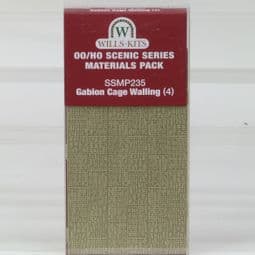 W
WILLS-KITS
OO/HO SCENIC SERIES
MATERIALS PACK
SSMP235
Gabion Cage Walling (4)